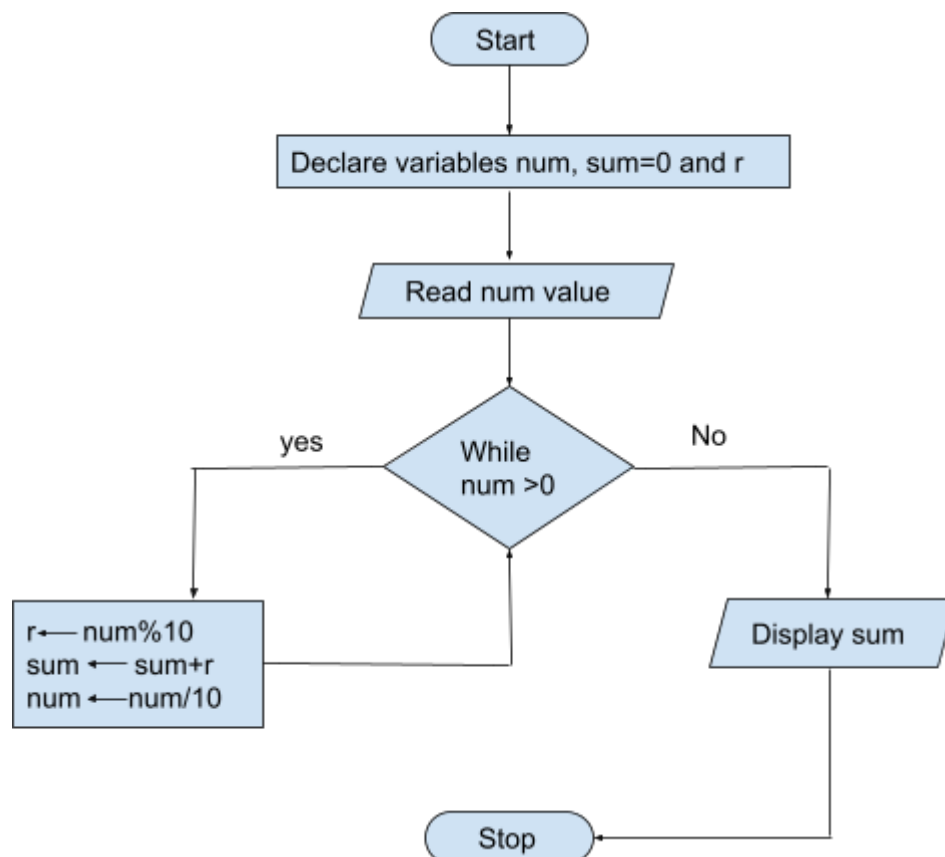 Start
Declare variables num, sum=0 and r
Read num value
While
num >0
yes
No
r ← num%10
sum ← sum+r
num ← num/10
Display sum
Stop